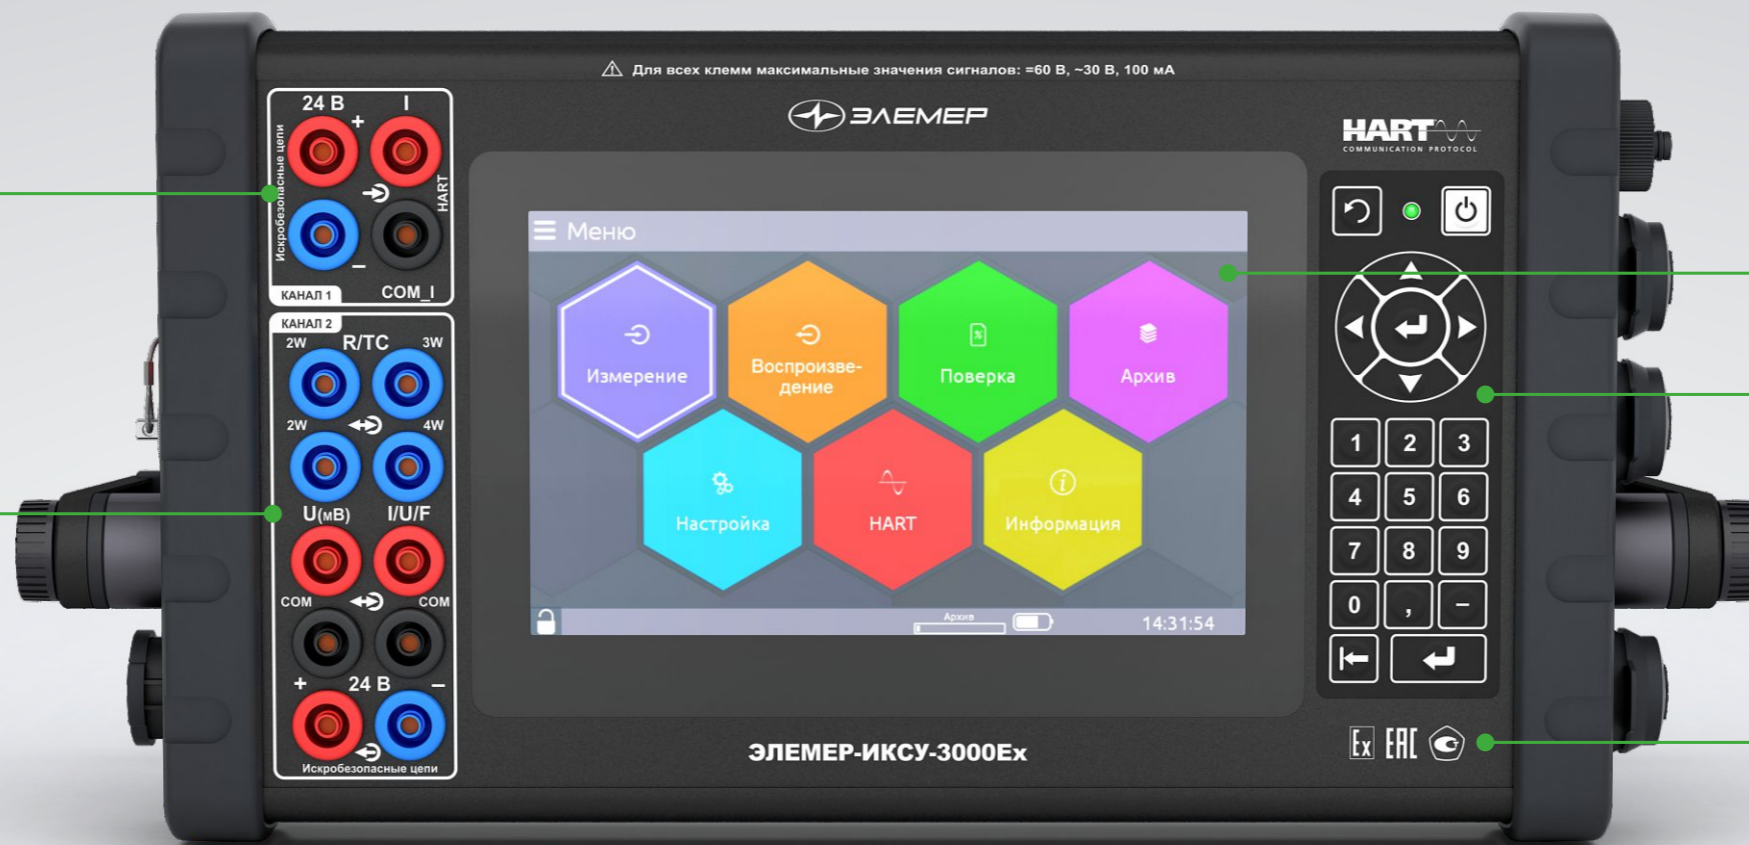 Для всех клемм максимальные значения сигналов: =60 В, ~30 В, 100 мА
ЭЛЕМЕР
HART
COMMUNICATION PROTOCOL
24 В
I
+
Искробезопасные цепи
HART
–
КАНАЛ 1
COM_I
КАНАЛ 2
2W
R/TC
3W
2W
4W
U(мВ)
I/U/F
COM
COM
+
24 В
–
Искробезопасные цепи
Меню
Измерение
Воспроизве-
дение
Поверка
Архив
Настройка
HART
Информация
Архив
14:31:54
ЭЛЕМЕР-ИКСУ-3000Ex
1 2 3
4 5 6
7 8 9
0 , –
Ex EAC